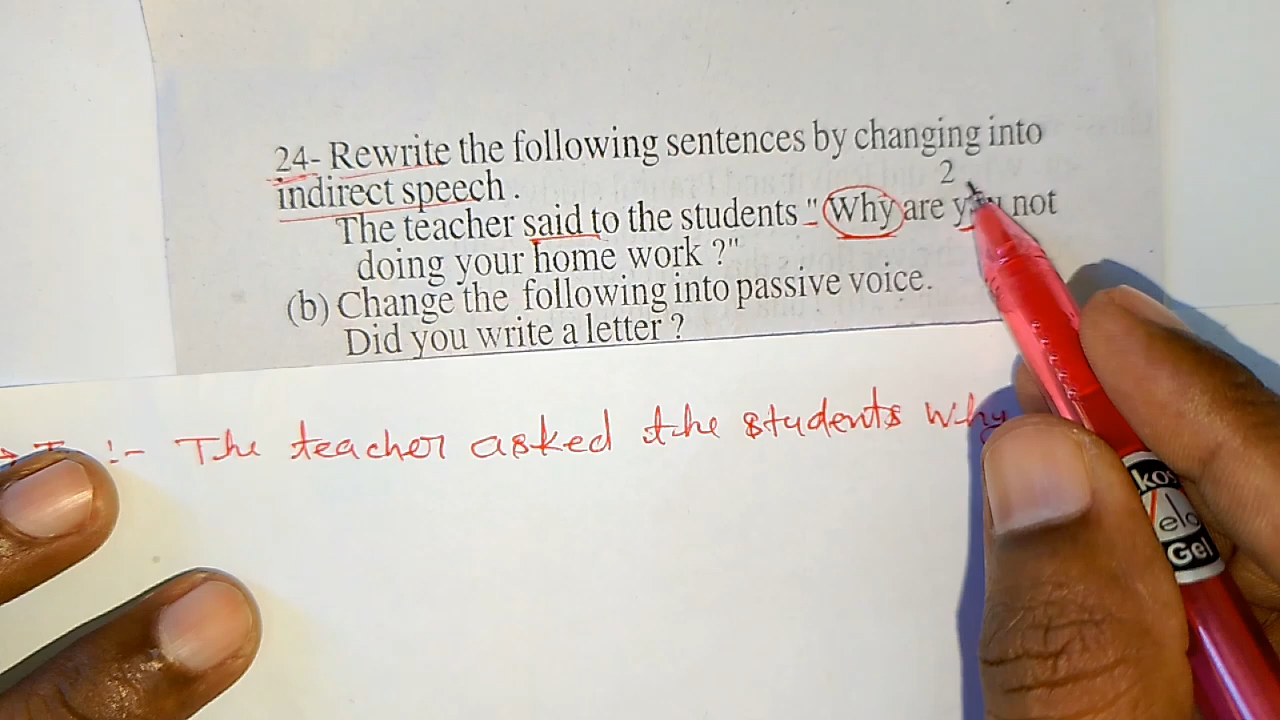 24- Rewrite the following sentences by changing into
indirect speech .
2
The teacher said to the students " Why are you not
doing your home work ?"
(b) Change the following into passive voice.
Did you write a letter ?
:- The teacher asked the students why
Gel